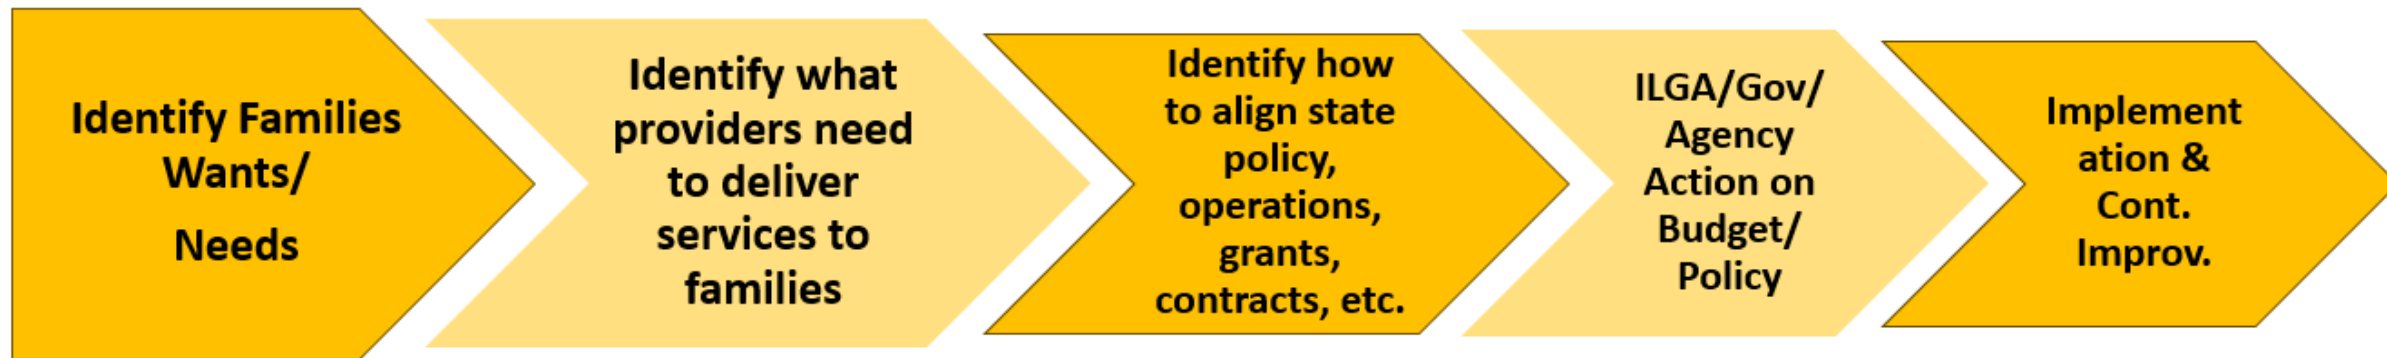 Identify Families
Wants/
Needs
Identify what
providers need
to deliver
services to
families
Identify how
to align state
policy,
operations,
grants,
contracts, etc.
ILGA/Gov/
Agency
Action on
Budget/
Policy
Implement
ation &
Cont.
Improv.